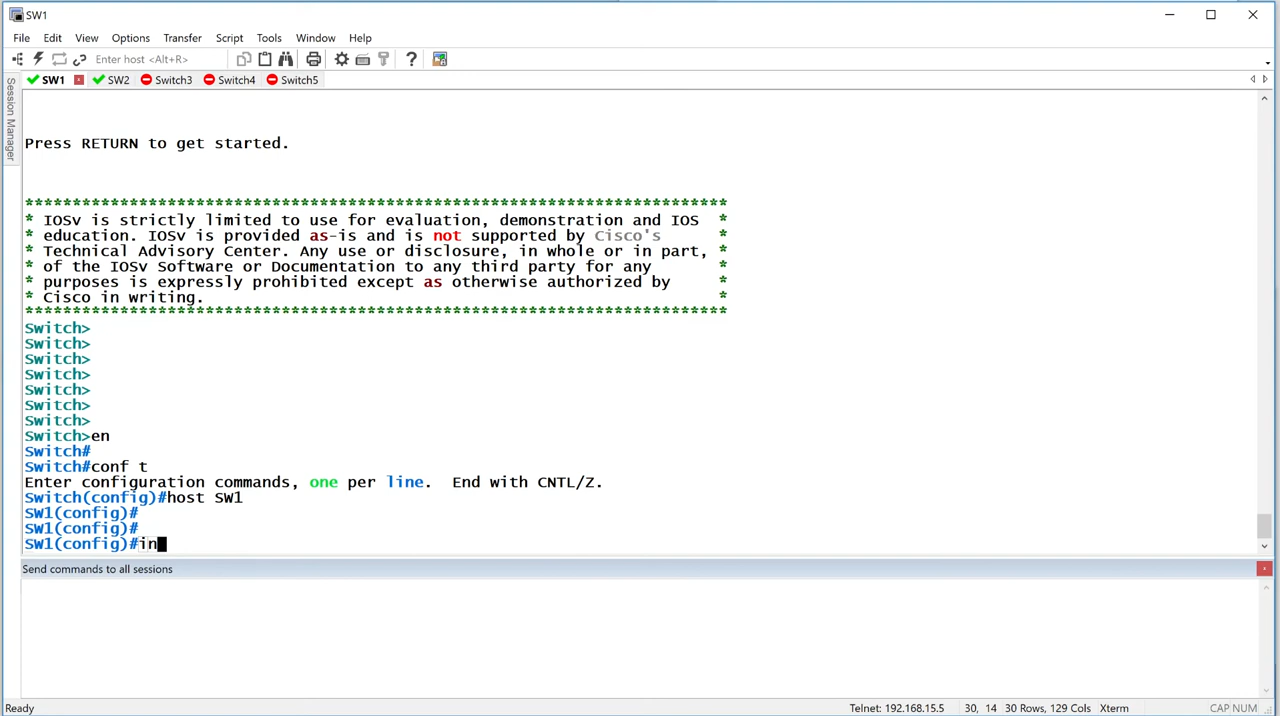 SW1
File Edit View Options Transfer Script Tools Window Help
Enter host <Alt+R>
SW1 SW2 Switch3 Switch4 Switch5
Session Manager
Press RETURN to get started.
**************************************************************************
* IOSv is strictly limited to use for evaluation, demonstration and IOS  *
* education. IOSv is provided as-is and is not supported by Cisco's      *
* Technical Advisory Center. Any use or disclosure, in whole or in part, *
* of the IOSv Software or Documentation to any third party for any       *
* purposes is expressly prohibited except as otherwise authorized by     *
* Cisco in writing.                                                      *
**************************************************************************
Switch>
Switch>
Switch>
Switch>
Switch>
Switch>
Switch>
Switch>en
Switch#
Switch#conf t
Enter configuration commands, one per line.  End with CNTL/Z.
Switch(config)#host SW1
SW1(config)#
SW1(config)#
SW1(config)#in
Send commands to all sessions
Ready Telnet: 192.168.15.5 30, 14 30 Rows, 129 Cols Xterm CAP NUM